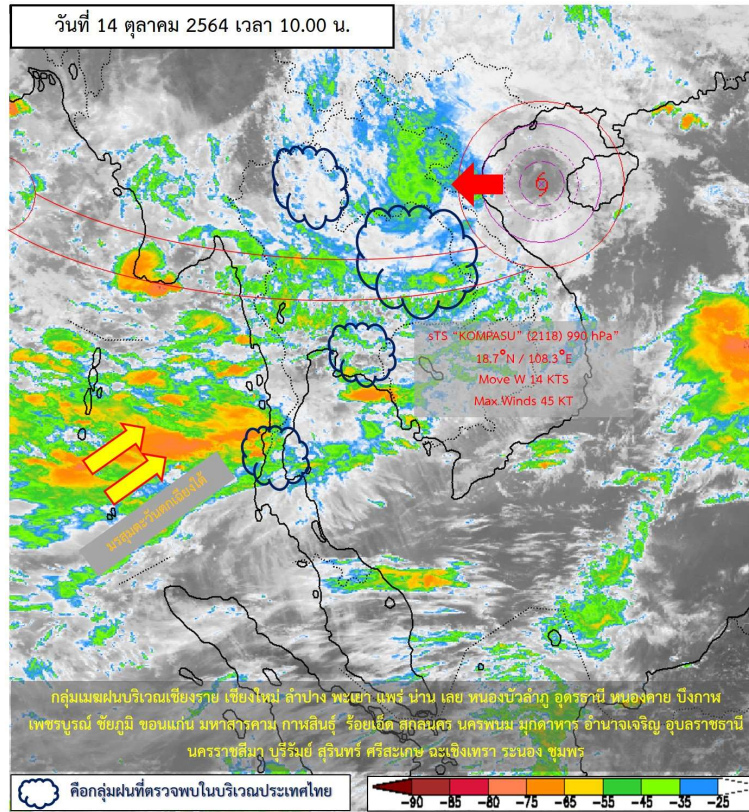 วันที่ 14 ตุลาคม 2564 เวลา 10.00 น.
sTS "KOMPASU" (2118) 990 hPa"
18.7°N / 108.3°E
Move W 14 KTS
Max.Winds 45 KT
มรสุมตะวันตกเฉียงใต้
กลุ่มเมฆฝนบริเวณเชียงราย เชียงใหม่ ลำปาง พะเยา แพร่ น่าน เลย หนองบัวลำภู อุดรธานี หนองคาย บึงกาฬ
เพชรบูรณ์ ชัยภูมิ ขอนแก่น มหาสารคาม กาฬสินธุ์ ร้อยเอ็ด สกลนคร นครพนม มุกดาหาร อำนาจเจริญ อุบลราชธานี
นครราชสีมา บุรีรัมย์ สุรินทร์ ศรีสะเกษ ฉะเชิงเทรา ระนอง ชุมพร
คือกลุ่มฝนที่ตรวจพบในบริเวณประเทศไทย
-90 -85 -80 -75 -65 -55 -45 -35 -25